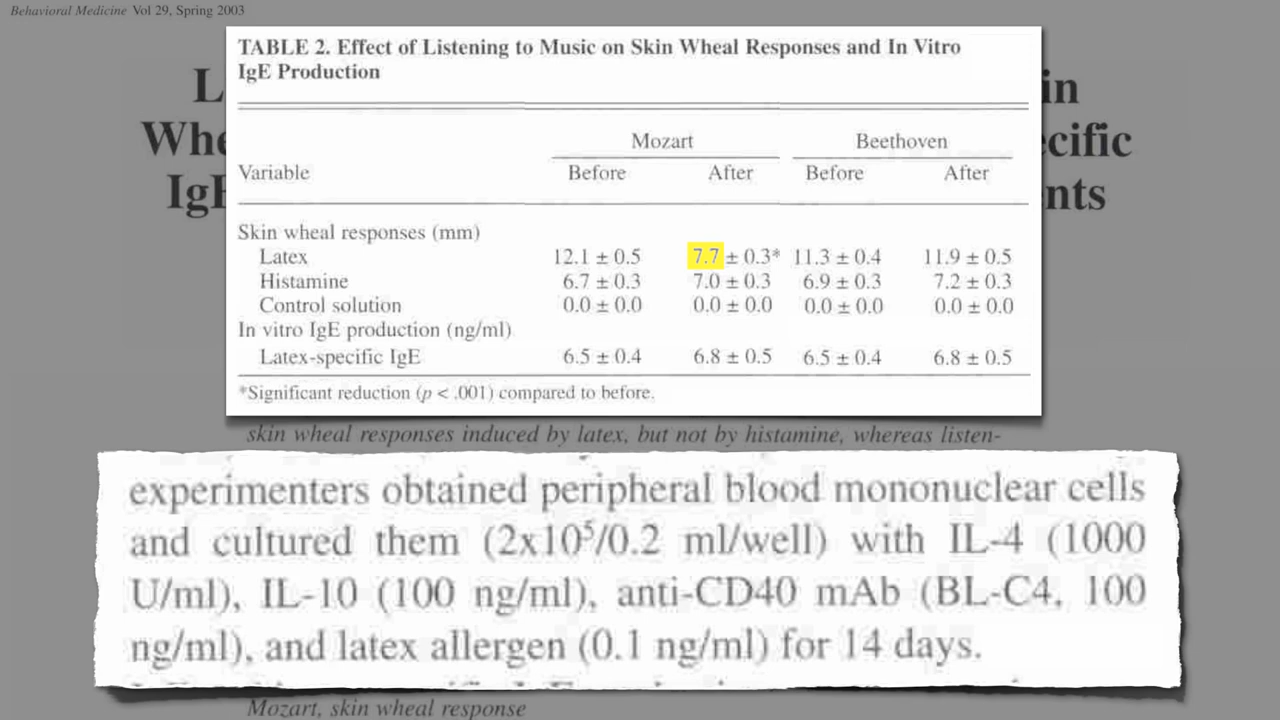 Behavioral Medicine Vol 29, Spring 2003
TABLE 2. Effect of Listening to Music on Skin Wheal Responses and In Vitro
IgE Production
Mozart Beethoven
Variable Before After Before After
Skin wheal responses (mm)
Latex 12.1 ± 0.5 7.7 ± 0.3* 11.3 ± 0.4 11.9 ± 0.5
Histamine 6.7 ± 0.3 7.0 ± 0.3 6.9 ± 0.3 7.2 ± 0.3
Control solution 0.0 ± 0.0 0.0 ± 0.0 0.0 ± 0.0 0.0 ± 0.0
In vitro IgE production (ng/ml)
Latex-specific IgE 6.5 ± 0.4 6.8 ± 0.5 6.5 ± 0.4 6.8 ± 0.5
*Significant reduction (p < .001) compared to before.
skin wheal responses induced by latex, but not by histamine, whereas listen-
experimenters obtained peripheral blood mononuclear cells
and cultured them (2x10⁵/0.2 ml/well) with IL-4 (1000
U/ml), IL-10 (100 ng/ml), anti-CD40 mAb (BL-C4, 100
ng/ml), and latex allergen (0.1 ng/ml) for 14 days.
Mozart, skin wheal response